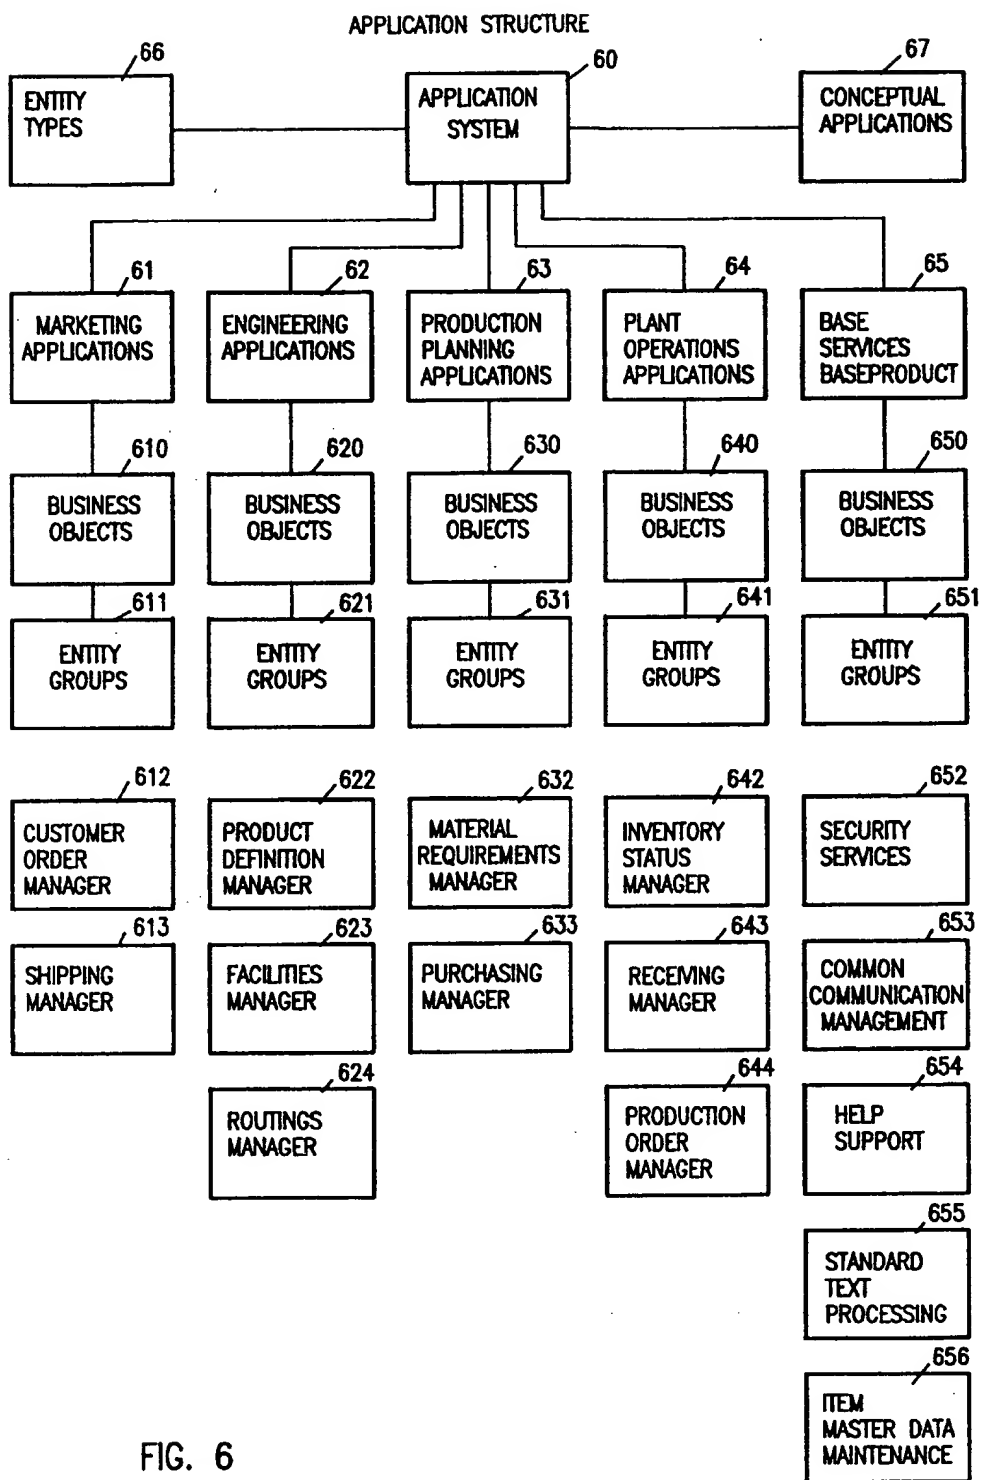 APPLICATION STRUCTURE
66
60
67
ENTITY
TYPES
APPLICATION
SYSTEM
CONCEPTUAL
APPLICATIONS
61
62
63
64
65
MARKETING
APPLICATIONS
ENGINEERING
APPLICATIONS
PRODUCTION
PLANNING
APPLICATIONS
PLANT
OPERATIONS
APPLICATIONS
BASE
SERVICES
BASEPRODUCT
610
620
630
640
650
BUSINESS
OBJECTS
BUSINESS
OBJECTS
BUSINESS
OBJECTS
BUSINESS
OBJECTS
BUSINESS
OBJECTS
611
621
631
641
651
ENTITY
GROUPS
ENTITY
GROUPS
ENTITY
GROUPS
ENTITY
GROUPS
ENTITY
GROUPS
612
622
632
642
652
CUSTOMER
ORDER
MANAGER
PRODUCT
DEFINITION
MANAGER
MATERIAL
REQUIREMENTS
MANAGER
INVENTORY
STATUS
MANAGER
SECURITY
SERVICES
613
623
633
643
653
SHIPPING
MANAGER
FACILITIES
MANAGER
PURCHASING
MANAGER
RECEIVING
MANAGER
COMMON
COMMUNICATION
MANAGEMENT
624
644
654
ROUTINGS
MANAGER
PRODUCTION
ORDER
MANAGER
HELP
SUPPORT
655
STANDARD
TEXT
PROCESSING
656
ITEM
MASTER DATA
MAINTENANCE
FIG. 6